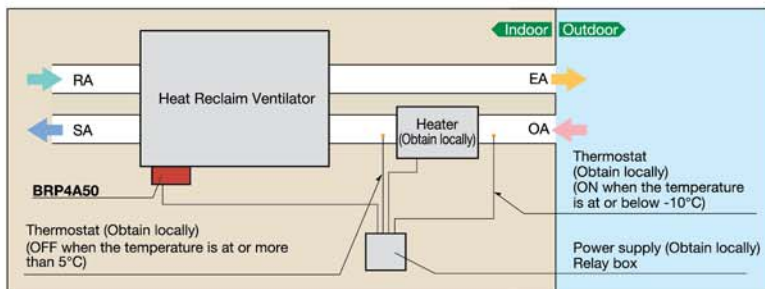 Indoor Outdoor
RA
EA
Heat Reclaim Ventilator
SA
Heater
(Obtain locally)
OA
BRP4A50
Thermostat
(Obtain locally)
(ON when the temperature
is at or below -10°C)
Thermostat (Obtain locally)
(OFF when the temperature is at or more
than 5°C)
Power supply (Obtain locally)
Relay box